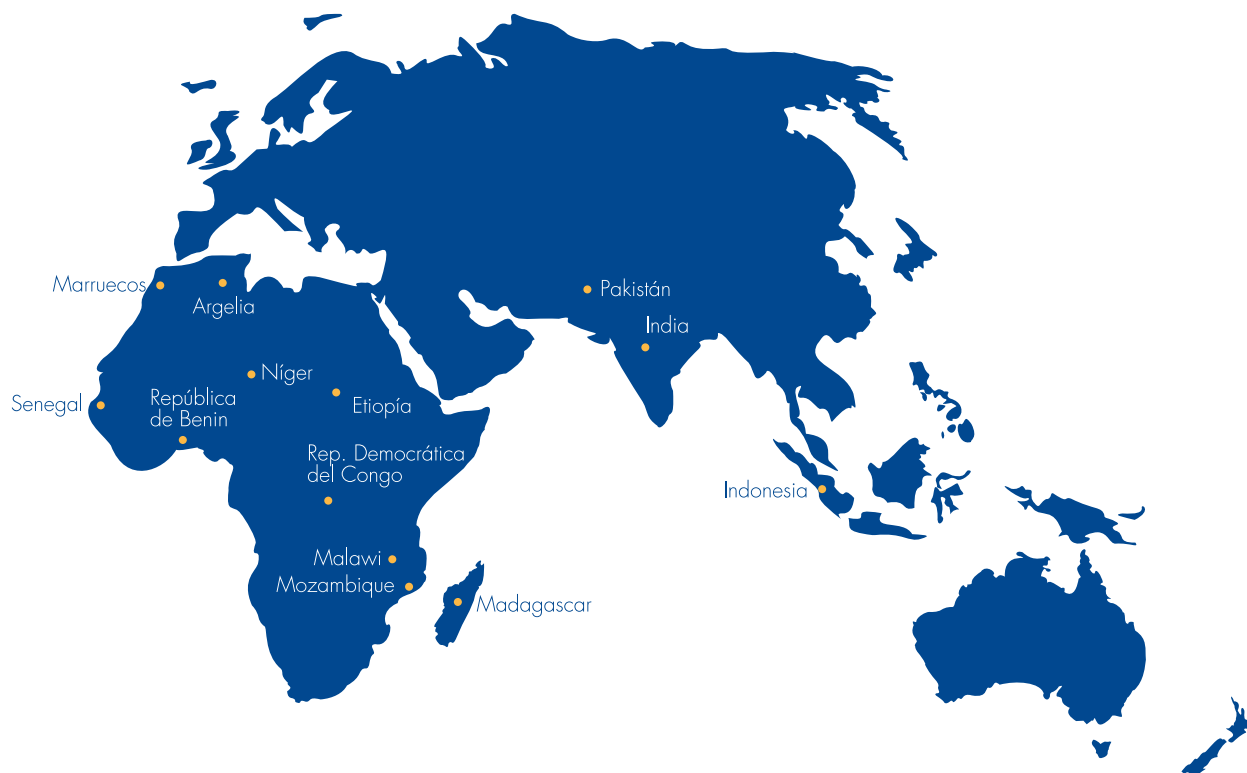 Marruecos
Argelia
Pakistán
India
Níger
Senegal
República
de Benin
Etiopía
Rep. Democrática
del Congo
Indonesia
Malawi
Mozambique
Madagascar